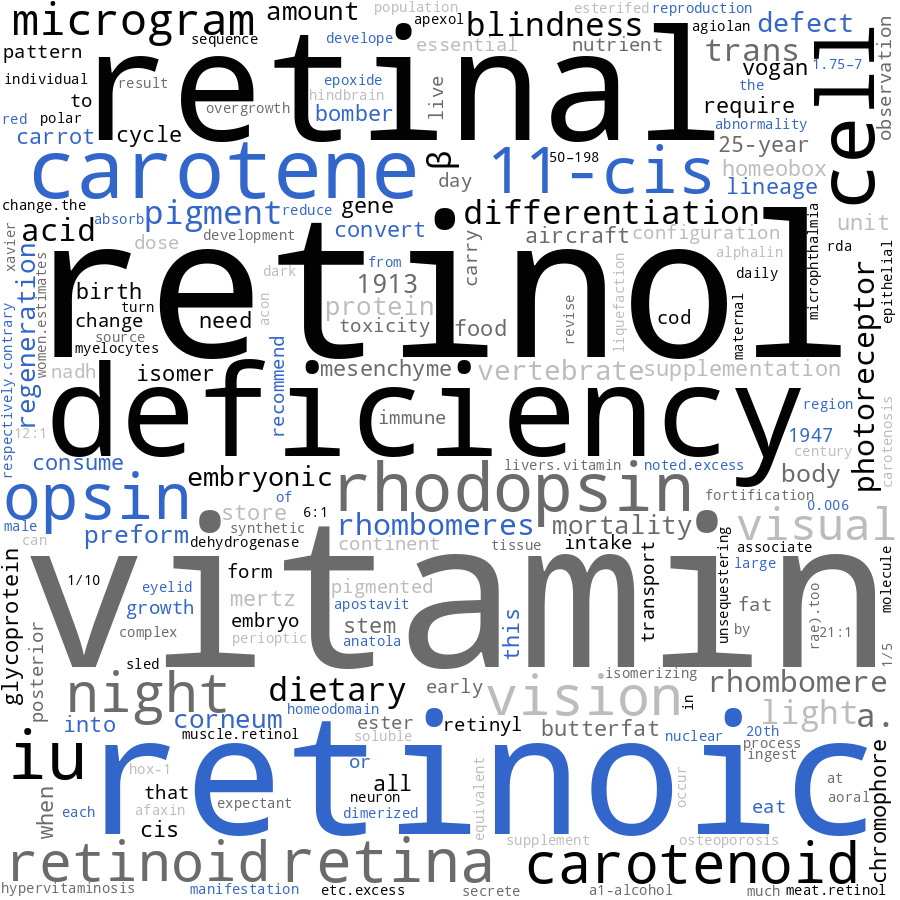 population
esterifed
reproduction
microgram
amount
apexol
blindness
agiolan
defect
sequence
develope
essential
nutrient
trans
cell
observation
pattern
retinal
vogan
1.75–7
individual
result
epoxide
live
the
to
hindbrain
overgrowth
bomber
require
red
polar
abnormality
carrot
cycle
25-year
carotene
β
11-cis
50–198
homeobox
day
lineage
change.the
absorb
pigment
reduce
gene
differentiation
microphthalmia
unit
xavier
acid
dose
development
convert
carry
aircraft
configuration
rda
epithelial
retinol
from
alphalin
dark
daily
regeneration
women.estimates
birth
turn
acon
1913
protein
revise
liquefaction
maternal
photoreceptor
change
need
toxicity
food
cod
source
myelocytes
respectively.contrary
nadh
isomer
recommend
mesenchyme
vertebrate
supplementation
deficiency
immune
region
carotenosis
12:1
1947
century
consume
livers.vitamin
noted.excess
embryonic
rhodopsin
body
opsin
of
fortification
store
6:1
0.006
male
preform
synthetic
rhombomeres
mortality
visual
can
dehydrogenase
continent
tissue
intake
associate
vitamin
large
molecule
glycoprotein
1/10
form
transport
unsequestering
eyelid
pigmented
growth
mertz
apostavit
this
fat
rae).too
embryo
stem
by
21:1
complex
perioptic
anatola
1/5
posterior
sled
isomerizing
night
dietary
early
vision
in
rhombomere
homeodomain
into
corneum
ester
retinyl
butterfat
light
a.
muscle.retinol
soluble
nuclear
20th
iu
retinoic
process
ingest
hox-1
or
equivalent
occur
chromophore
when
that
all
at
each
afaxin
expectant
neuron
aoral
cis
dimerized
eat
supplement
osteoporosis
retinoid
retina
carotenoid
hypervitaminosis
manifestation
etc.excess
secrete
a1-alcohol
much
meat.retinol